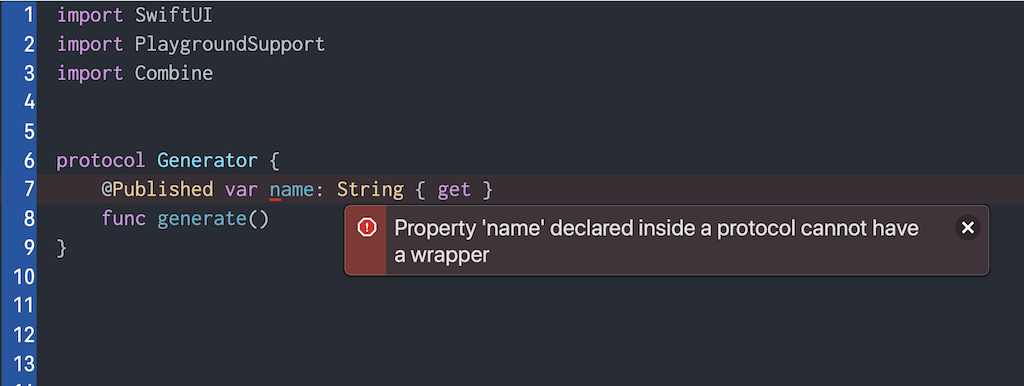 1 import SwiftUI
2 import PlaygroundSupport
3 import Combine
4
5
6 protocol Generator {
7 @Published var name: String { get }
8 func generate()
Property 'name' declared inside a protocol cannot have
a wrapper
9 }
10
11
12
13